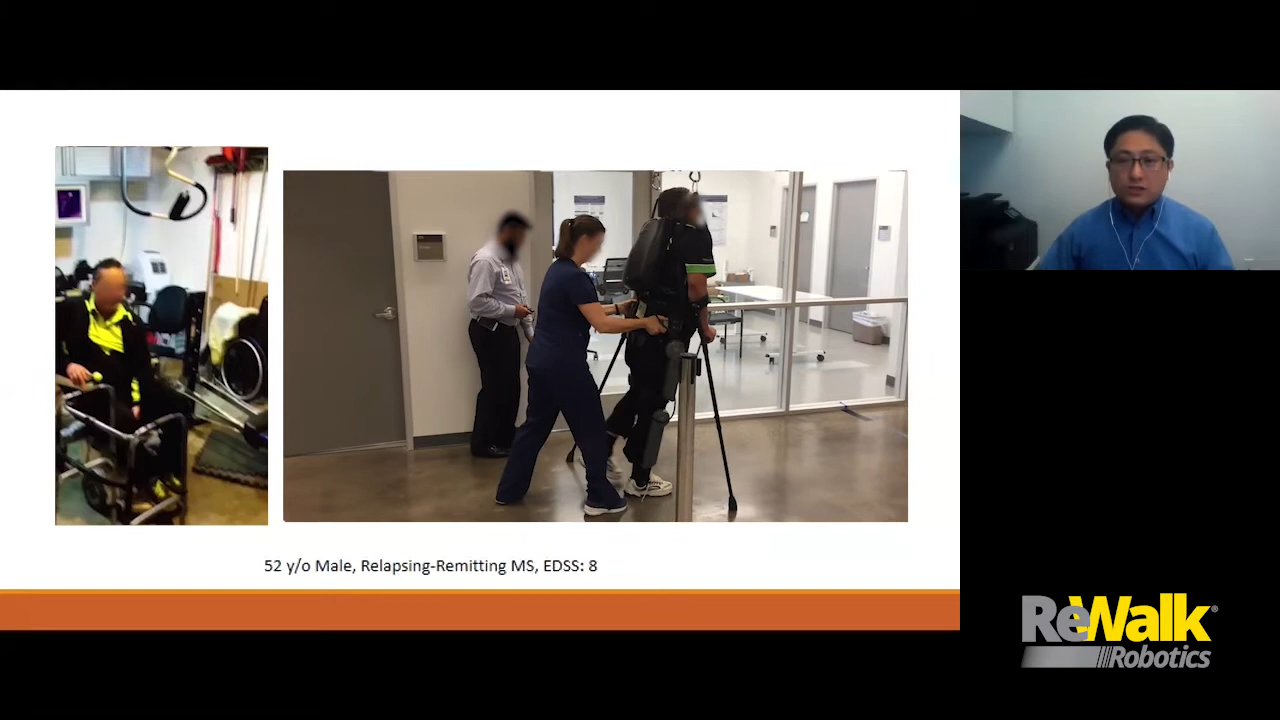 52 y/o Male, Relapsing-Remitting MS, EDSS: 8
ReWalk®
Robotics